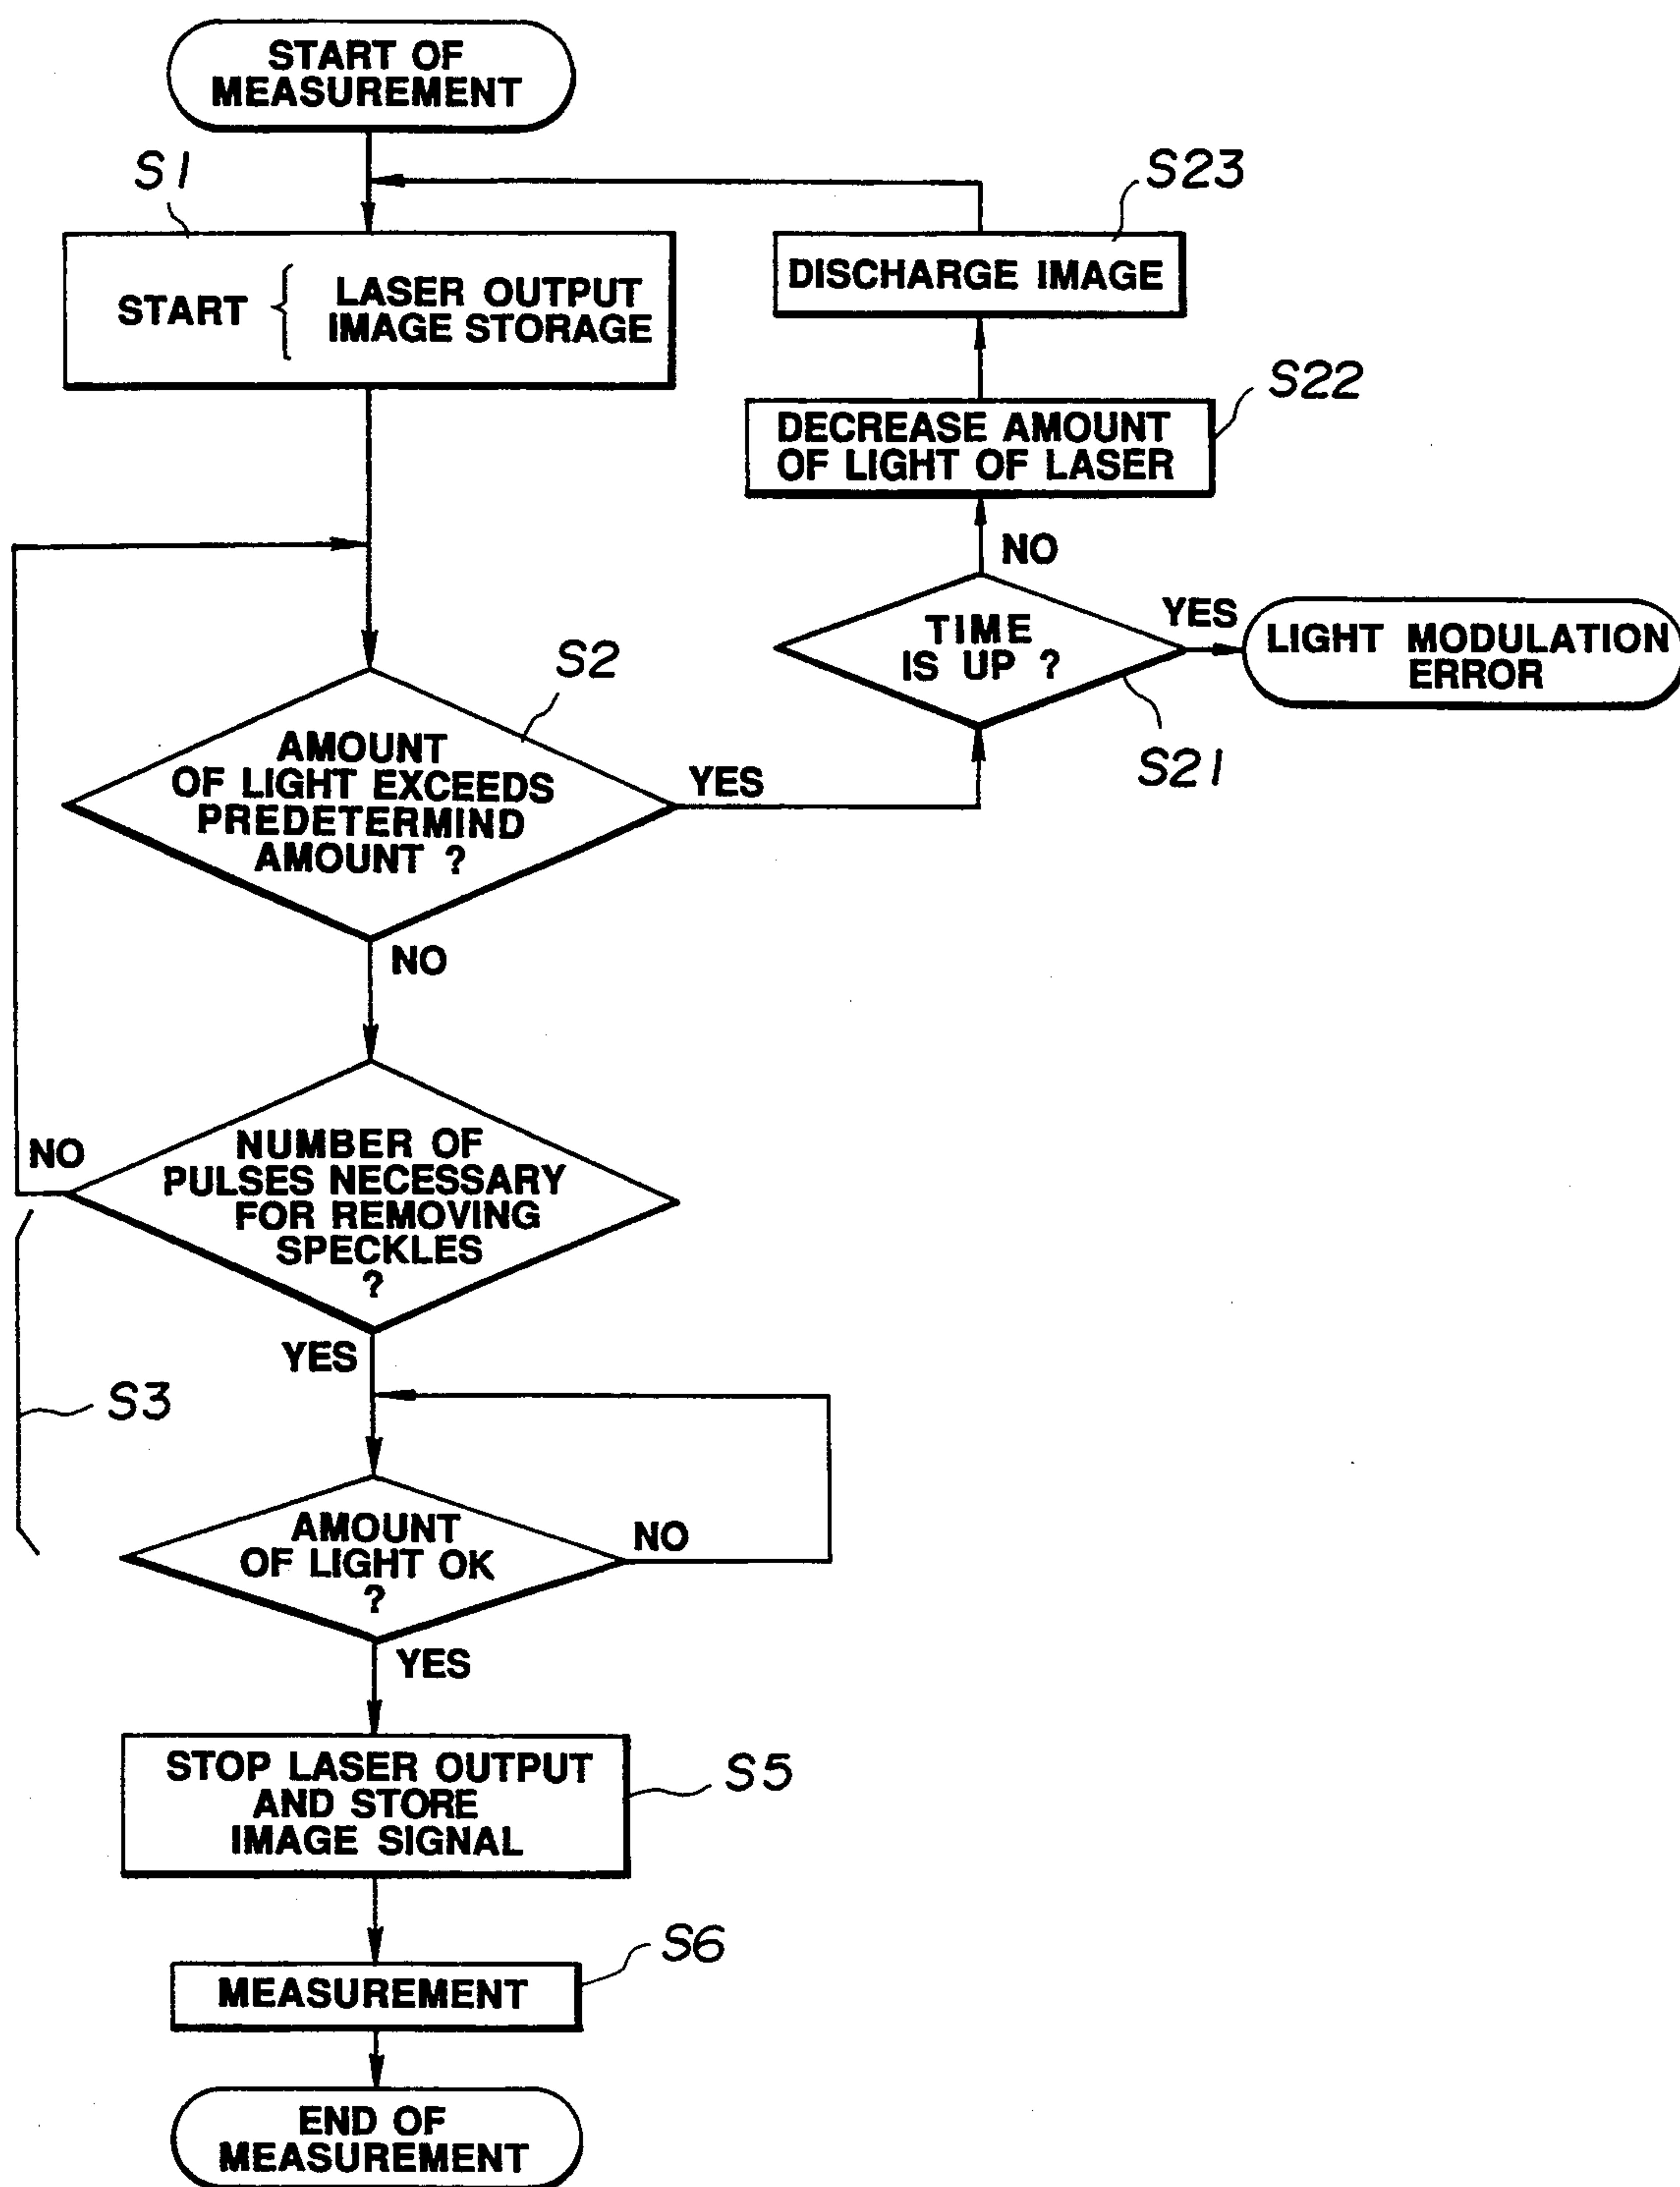 START OF
MEASUREMENT
S1
START { LASER OUTPUT
IMAGE STORAGE
S23
DISCHARGE IMAGE
S22
DECREASE AMOUNT
OF LIGHT OF LASER
NO
TIME
IS UP ?
YES
LIGHT MODULATION
ERROR
S21
S2
AMOUNT
OF LIGHT EXCEEDS
PREDETERMIND
AMOUNT ?
YES
NO
NUMBER OF
PULSES NECESSARY
FOR REMOVING
SPECKLES
?
NO
YES
S3
AMOUNT
OF LIGHT OK
?
NO
YES
STOP LASER OUTPUT
AND STORE
IMAGE SIGNAL
S5
MEASUREMENT
S6
END OF
MEASUREMENT